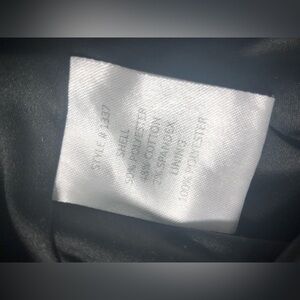 STYLE # 1337
SHELL
50% POLYESTER
48% COTTON
2% SPANDEX
LINING
100% POLYESTER